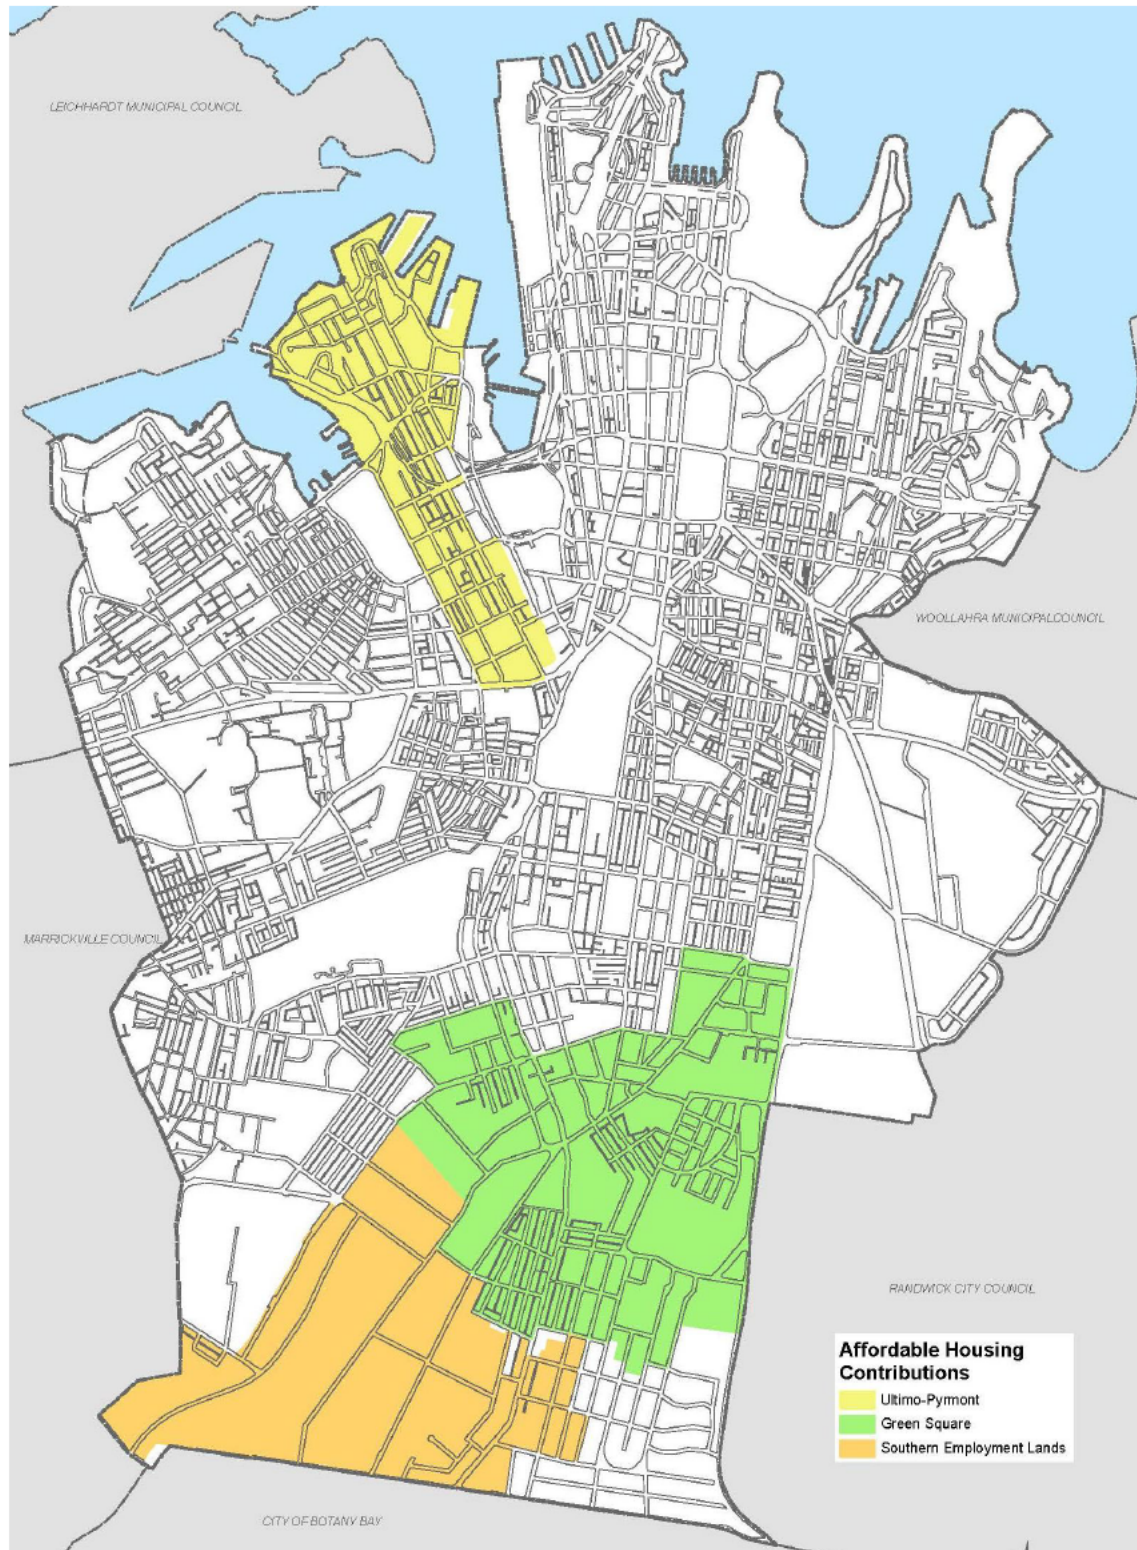 LEICHHARDT MUNICIPAL COUNCIL
WOOLLAHRA MUNICIPALCOUNCIL
MARRICKVILLE COUNCIL
RANDWICK CITY COUNCIL
Affordable Housing
Contributions
Ultimo-Pyrmont
Green Square
Southern Employment Lands
CITY OF BOTANY BAY